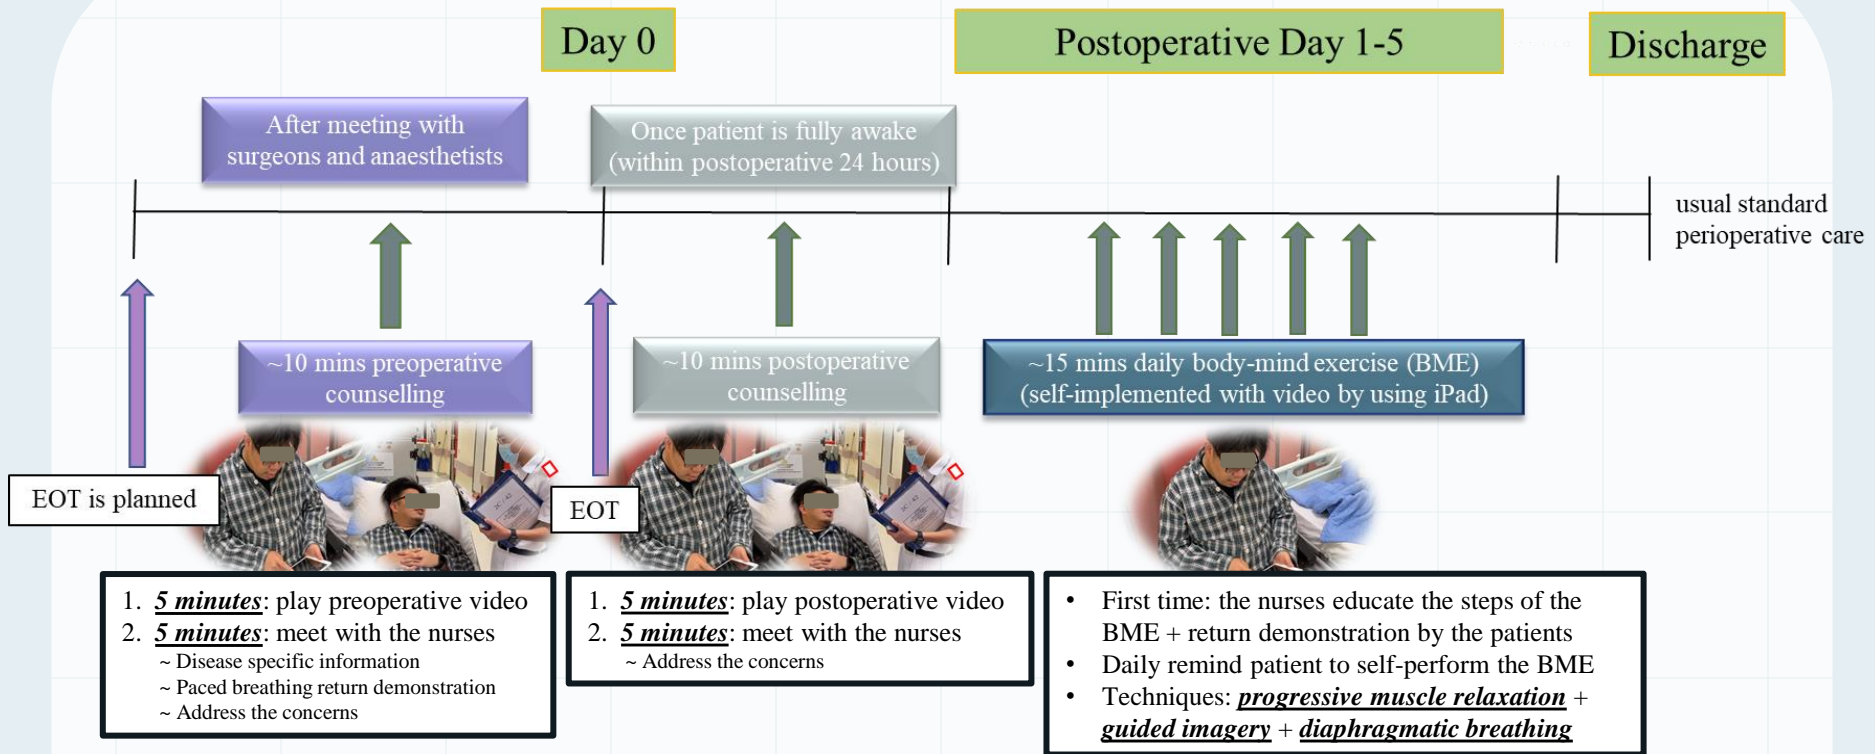 Day 0
Postoperative Day 1-5
Discharge
After meeting with
surgeons and anaesthetists
Once patient is fully awake
(within postoperative 24 hours)
usual standard
perioperative care
~10 mins preoperative
counselling
~10 mins postoperative
counselling
~15 mins daily body-mind exercise (BME)
(self-implemented with video by using iPad)
EOT is planned
EOT
1. 5 minutes: play preoperative video
2. 5 minutes: meet with the nurses
~ Disease specific information
~ Paced breathing return demonstration
~ Address the concerns
1. 5 minutes: play postoperative video
2. 5 minutes: meet with the nurses
~ Address the concerns
• First time: the nurses educate the steps of the
BME + return demonstration by the patients
• Daily remind patient to self-perform the BME
• Techniques: progressive muscle relaxation +
guided imagery + diaphragmatic breathing